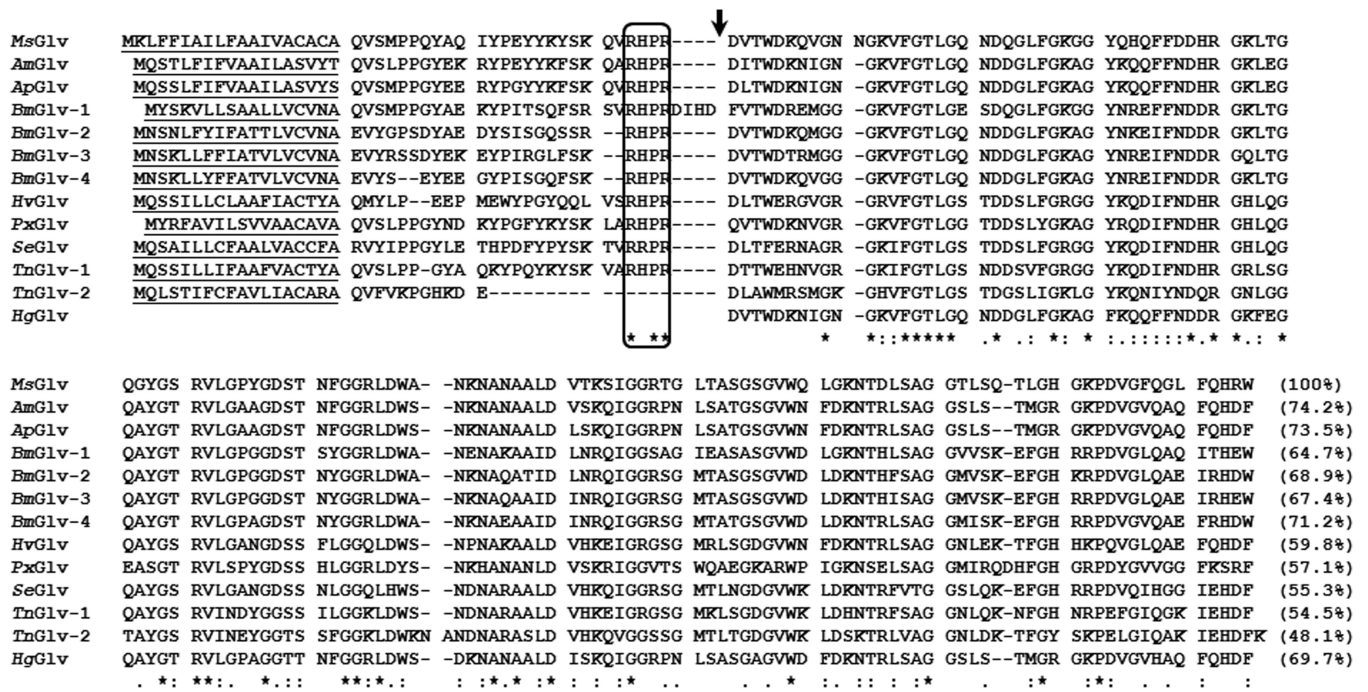 MsGlv MKLFFIAILFAAIVACACA QVSMPPQYAQ IYPEYYKYSK QVRHPR---- DVTWDKQVGN NGKVFGTLGQ NDQGLFGKGG YQHQFFDDHR GKLTG
AmGlv MQSTLFIFVAAILASVYT QVSLPPGYEK RYPEYYKFSK QARHPR---- DITWDKNIGN -GKVFGTLGQ NDDGLFGKAG YKQQFFNDHR GKLEG
ApGlv MQSSLFIFVAAILASVYS QVSMPPGYEE RYPGYYKFSK QVRHPR---- DLTWDKNIGN -GKVFGTLGQ NDDGLFGKAG YKQQFFNDHR GKLEG
BmGlv-1 MYSKVLLSAALLVCVNA QVSMPPGYAE KYPITSQFSR SVRHPRDIHD FVTWDREMGG -GKVFGTLGE SDQGLFGKGG YNREFFNDDR GKLTG
BmGlv-2 MNSNLFYIFATTLVCVNA EVYGPSDYAE DYSISGQSSR --RHPR---- DVTWDKQMGG -GKVFGTLGQ NDDGLFGKAG YNKEIFNDDR GKLTG
BmGlv-3 MNSKLLFFIATVLVCVNA EVYRSSDYEK EYPIRGLFSK --RHPR---- DVTWDTRMGG -GKVFGTLGQ NDDGLFGKAG YNREIFNDDR GQLTG
BmGlv-4 MNSKLLYFFATVLVCVNA EVYS--EYEE GYPISGQFSK --RHPR---- DVTWDKQVGG -GKVFGTLGQ NDDGLFGKAG YNREIFNDDR GKLTG
HvGlv MQSSILLCLAAFIACTYA QMYLP--EEP MEWYPGYQQL VSRHPR---- DLTWERGVGR -GRVFGTLGS TDDSLFGRGG YKQDIFNDHR GHLQG
PxGlv MYRFAVILSVVAACAVA QVSLPPGYND KYPGFYKYSK LARHPR---- QVTWDKNVGR -GKVFGTLGS TDDSLYGKAG YRQDIFNDHR GHLQG
SeGlv MQSAILLCFAALVACCFA RVYIPPGYLE THPDFYPYSK TVRRPR---- DLTFERNAGR -GKIFGTLGS TDDSLFGRGG YKQDIFNDHR GHLQG
TnGlv-1 MQSSILLIFAAFVACTYA QVSLPP-GYA QKYPQYKYSK VARHPR---- DTTWEHNVGR -GKIFGTLGS NDDSVFGRGG YKQDIFNDHR GRLSG
TnGlv-2 MQLSTIFCFAVLIACARA QVFVKPGHKD E--------- ---------- DLAWMRSMGK -GHVFGTLGS TDGSLIGKLG YKQNIYNDQR GNLGG
HgGlv DVTWDKNIGN -GKVFGTLGQ NDDGLFGKAG FKQQFFNDHR GKFEG
* ** * *::***** .* .: *: * :.:::::*.* *.: *
MsGlv QGYGS RVLGPYGDST NFGGRLDWA- -NKNANAALD VTKSIGGRTG LTASGSGVWQ LGKNTDLSAG GTLSQ-TLGH GKPDVGFQGL FQHRW (100%)
AmGlv QAYGT RVLGAAGDST NFGGRLDWS- -NKNANAALD VSKQIGGRPN LSATGSGVWN FDKNTRLSAG GSLS--TMGR GKPDVGVQAQ FQHDF (74.2%)
ApGlv QAYGT RVLGPAGDST NFGGRLDWS- -NKNANAALD LSKQIGGRPN LSATGSGVWN FDKNTRLSAG GSLS--TMGR GKPDVGVQAQ FQHDF (73.5%)
BmGlv-1 QAYGT RVLGPGGDST SYGGRLDWA- -NENAKAAID LNRQIGGSAG IEASASGVWD LGKNTHLSAG GVVSK-EFGH RRPDVGLQAQ ITHEW (64.7%)
BmGlv-2 QAYGT RVLGPGGDST NYGGRLDWA- -NKNAQATID LNRQIGGRSG MTASGSGVWD LDKNTHFSAG GMVSK-EFGH KRPDVGLQAE IRHDW (68.9%)
BmGlv-3 QAYGT RVLGPGGDST NYGGRLDWA- -NKNAQAAID INRQIGGRSG MTASGSGVWD LDKNTHISAG GMVSK-EFGH RRPDVGLQAE IRHEW (67.4%)
BmGlv-4 QAYGT RVLGPAGDST NYGGRLDWA- -NKNAEAAID INRQIGGRSG MTATGSGVWD LDKNTRLSAG GMISK-EFGH RRPDVGVQAE FRHDW (71.2%)
HvGlv QAYGS RVLGANGDSS FLGGQLDWS- -NPNAKAALD VHKEIGRGSG MRLSGDGVWN FDKNTRLSAG GNLEK-TFGH HKPQVGLQAE FQHDF (59.8%)
PxGlv EASGT RVLSPYGDSS HLGGRLDYS- -NKHANANLD VSKRIGGVTS WQAEGKARWP IGKNSELSAG GMIRQDHFGH GRPDYGVVGG FKSRF (57.1%)
SeGlv QAYGS RVLGANGDSS NLGGQLHWS- -NDNARAALD VHKQIGGRSG MTLNGDGVWK LDKNTRFVTG GSLQK-NFGH RRPDVQIHGG IEHDF (55.3%)
TnGlv-1 QAYGS RVINDYGGSS ILGGKLDWS- -NDNARAALD VHKEIGRGSG MKLSGDGVWK LDHNTRFSAG GNLQK-NFGH NRPEFGIQGK IEHDF (54.5%)
TnGlv-2 TAYGS RVINEYGGTS SFGGKLDWKN ANDNARASLD VHKQVGGSSG MTLTGDGVWK LDSKTRLVAG GNLDK-TFGY SKPELGIQAK IEHDFK (48.1%)
HgGlv QAYGT RVLGPAGGTT NFGGRLDWS- -DKNANAALD ISKQIGGRPN LSASGAGVWD FDKNTRLSAG GSLS--TMGR GKPDVGVHAQ FQHDF (69.7%)
. *: **:. *.:: **:*.: : :*.* :* : : :* .. . * :. :: :* . :* :*: . . : :